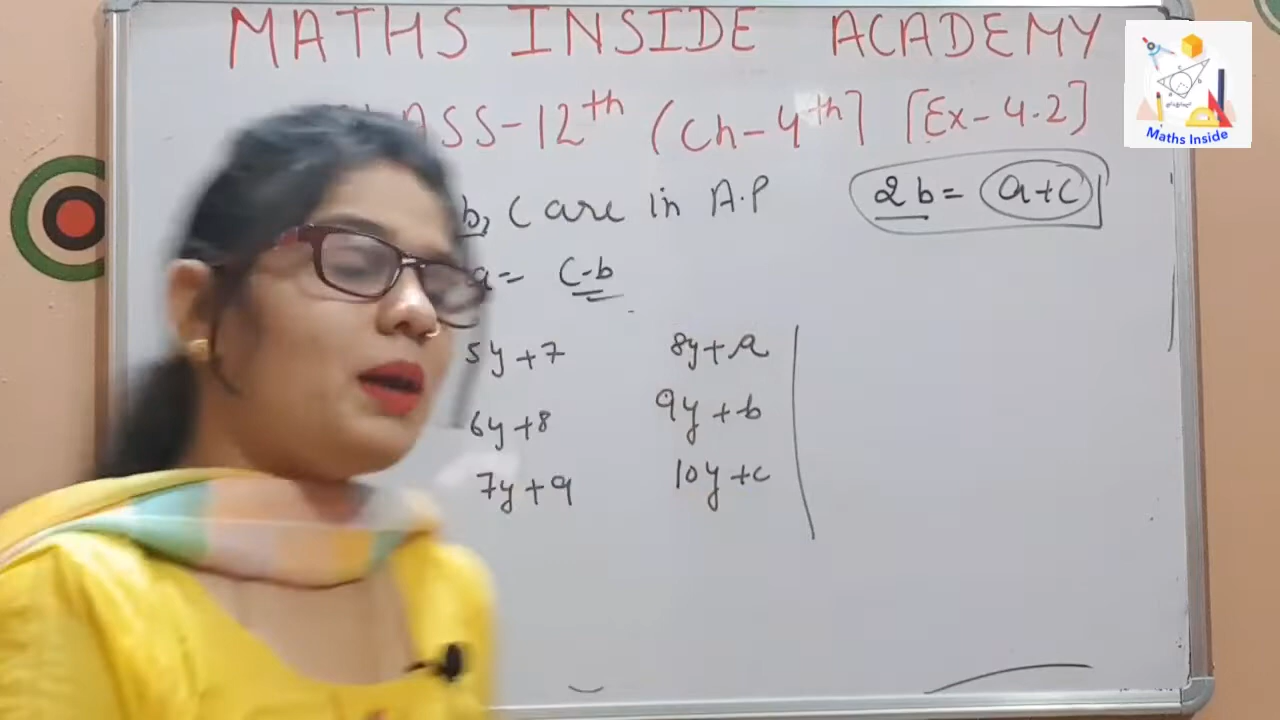 MATHS INSIDE ACADEMY
ASS-12th (Ch-4th] [Ex-4.2]
Maths Inside
b, C are in A.P
2b = a+c
a= c-b
5y+7 8y+a
6y+8 9y+b
7y+9 10y+c